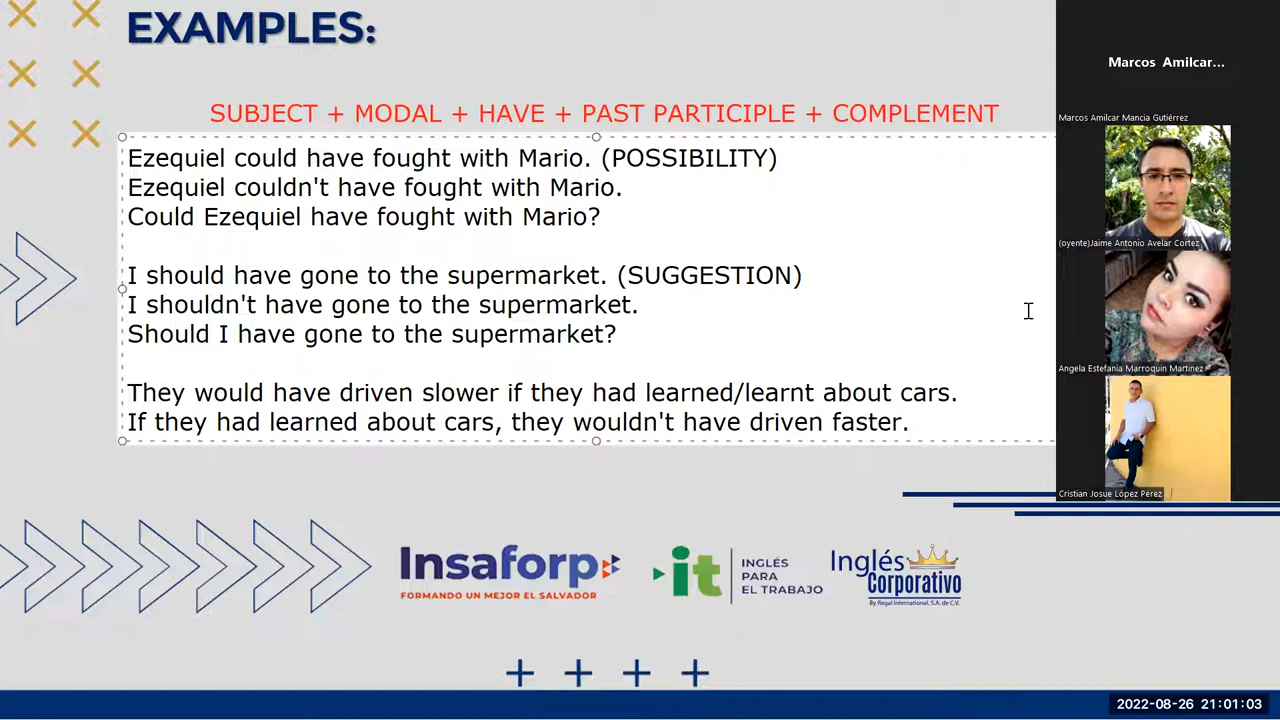 EXAMPLES:
SUBJECT + MODAL + HAVE + PAST PARTICIPLE + COMPLEMENT
Ezequiel could have fought with Mario. (POSSIBILITY)
Ezequiel couldn't have fought with Mario.
Could Ezequiel have fought with Mario?
I should have gone to the supermarket. (SUGGESTION)
I shouldn't have gone to the supermarket.
Should I have gone to the supermarket?
They would have driven slower if they had learned/learnt about cars.
If they had learned about cars, they wouldn't have driven faster.
Marcos Amilcar...
Marcos Amilcar Mancia Gutiérrez
(oyente)Jaime Antonio Avelar Cortez
Angela Estefania Marroquin Martinez
Cristian Josue López Pérez
Insaforp
FORMANDO UN MEJOR EL SALVADOR
it
INGLÉS
PARA
EL TRABAJO
Inglés
Corporativo
By Regal International, S.A. de C.V.
2022-08-26 21:01:03